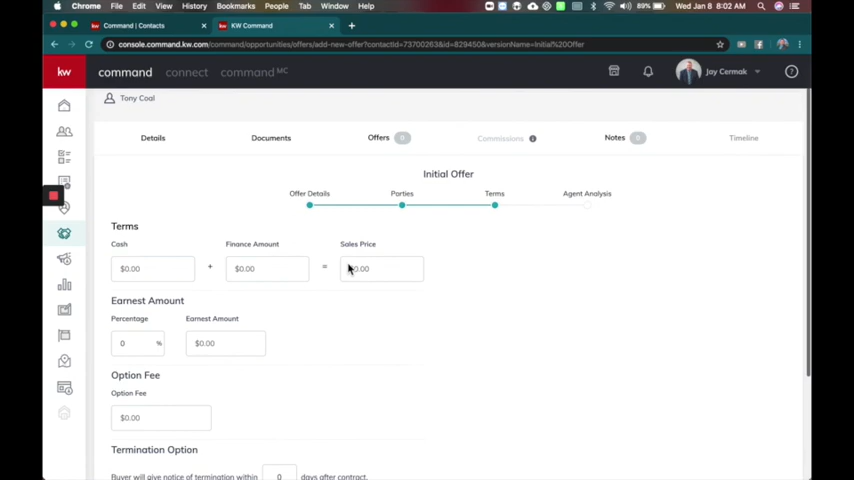 Chrome File Edit View History Bookmarks People Tab Window Help 89% Wed Jan 8 8:02 AM
Command | Contacts × KW Command × +
console.command.kw.com/command/opportunities/offers/add-new-offer?contactId=73700263&id=829450&versionName=Initial%20Offer
kw command connect command MC Jay Cermak ?
Tony Coal
Details Documents Offers 0 Commissions i Notes 0 Timeline
Initial Offer
Offer Details Parties Terms Agent Analysis
Terms
Cash Finance Amount Sales Price
$0.00 + $0.00 = $0.00
Earnest Amount
Percentage Earnest Amount
0 % $0.00
Option Fee
Option Fee
$0.00
Termination Option
Buyer will give notice of termination within 0 days after contract.